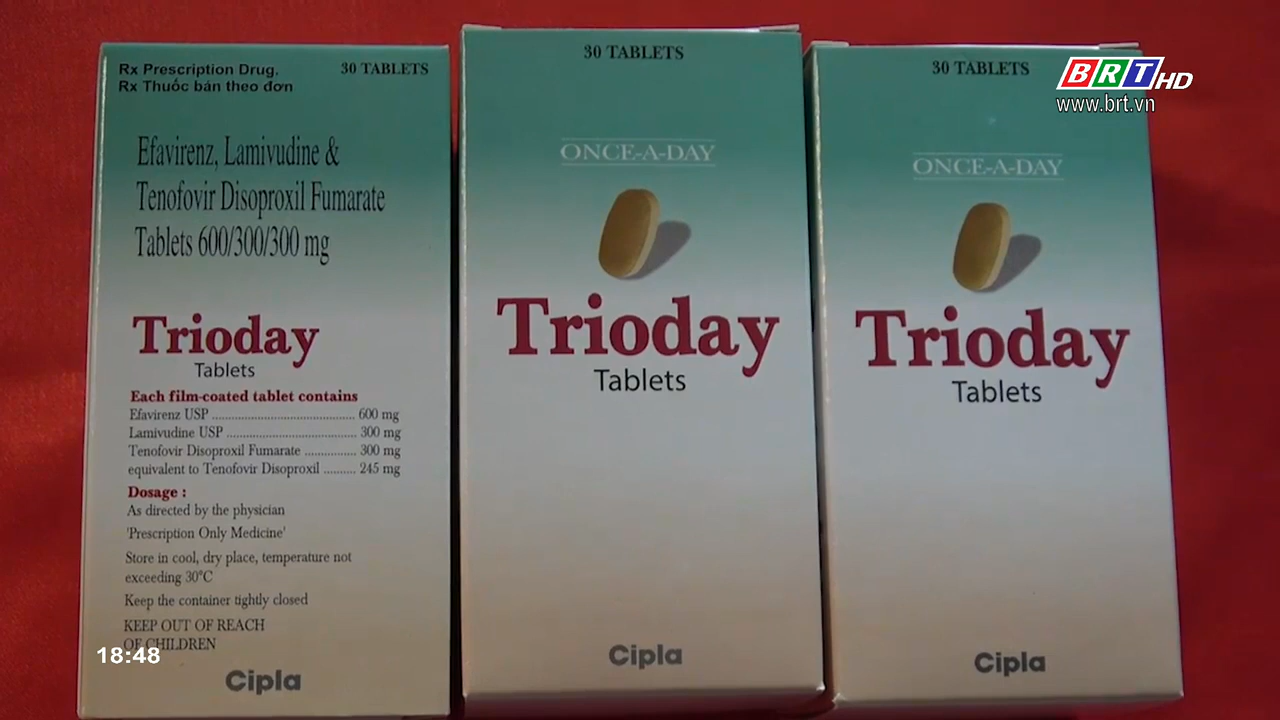 Rx Prescription Drug,
Rx Thuốc bán theo đơn
30 TABLETS
Efavirenz, Lamivudine &
Tenofovir Disoproxil Fumarate
Tablets 600/300/300 mg
Trioday
Tablets
Each film-coated tablet contains
Efavirenz USP ........................................ 600 mg
Lamivudine USP ..................................... 300 mg
Tenofovir Disoproxil Fumarate ............... 300 mg
equivalent to Tenofovir Disoproxil .......... 245 mg
Dosage :
As directed by the physician
'Prescription Only Medicine'
Store in cool, dry place, temperature not
exceeding 30°C
Keep the container tightly closed
KEEP OUT OF REACH
OF CHILDREN
Cipla
18:48
30 TABLETS
ONCE-A-DAY
Trioday
Tablets
Cipla
30 TABLETS
ONCE-A-DAY
Trioday
Tablets
Cipla
BRT HD
www.brt.vn